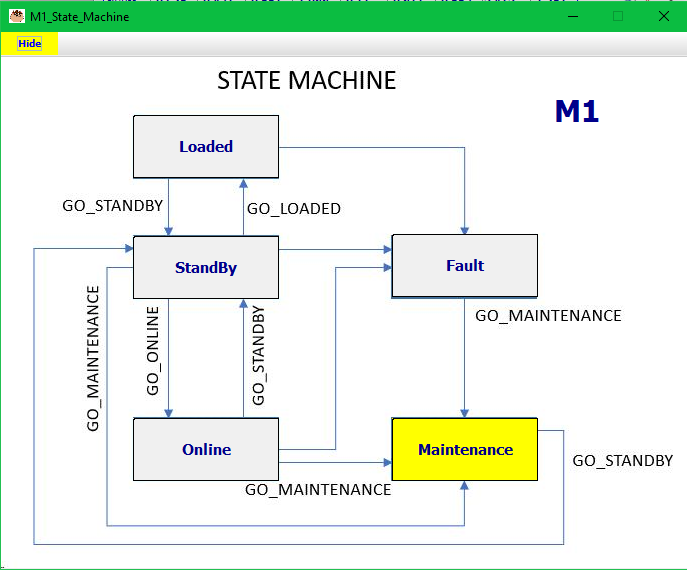 M1_State_Machine
Hide
STATE MACHINE
M1
Loaded
GO_STANDBY
GO_LOADED
StandBy
Fault
GO_MAINTENANCE
GO_MAINTENANCE
GO_ONLINE
GO_STANDBY
Online
Maintenance
GO_STANDBY
GO_MAINTENANCE